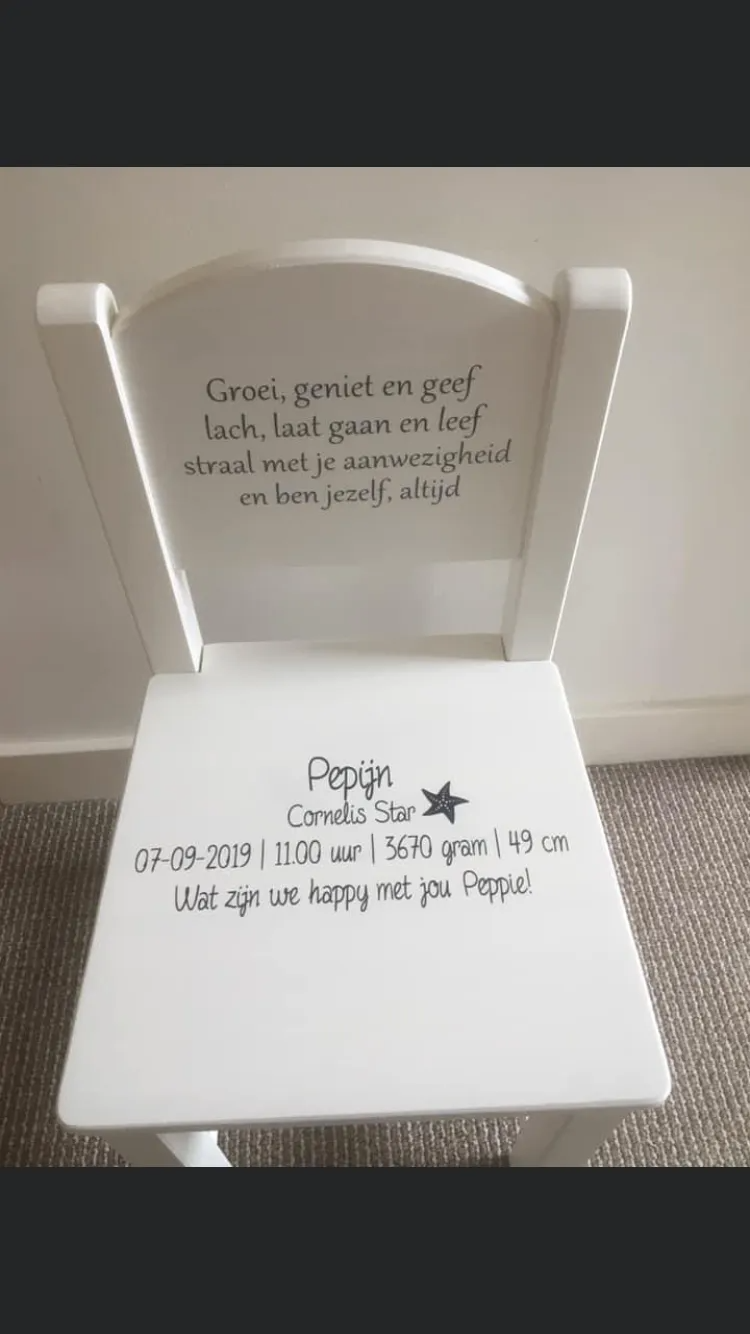 Groei, geniet en geef
lach, laat gaan en leef
straal met je aanwezigheid
en ben jezelf, altijd
Pepijn
Cornelis Star
07-09-2019 | 11.00 uur | 3670 gram | 49 cm
Wat zijn we happy met jou Peppie!